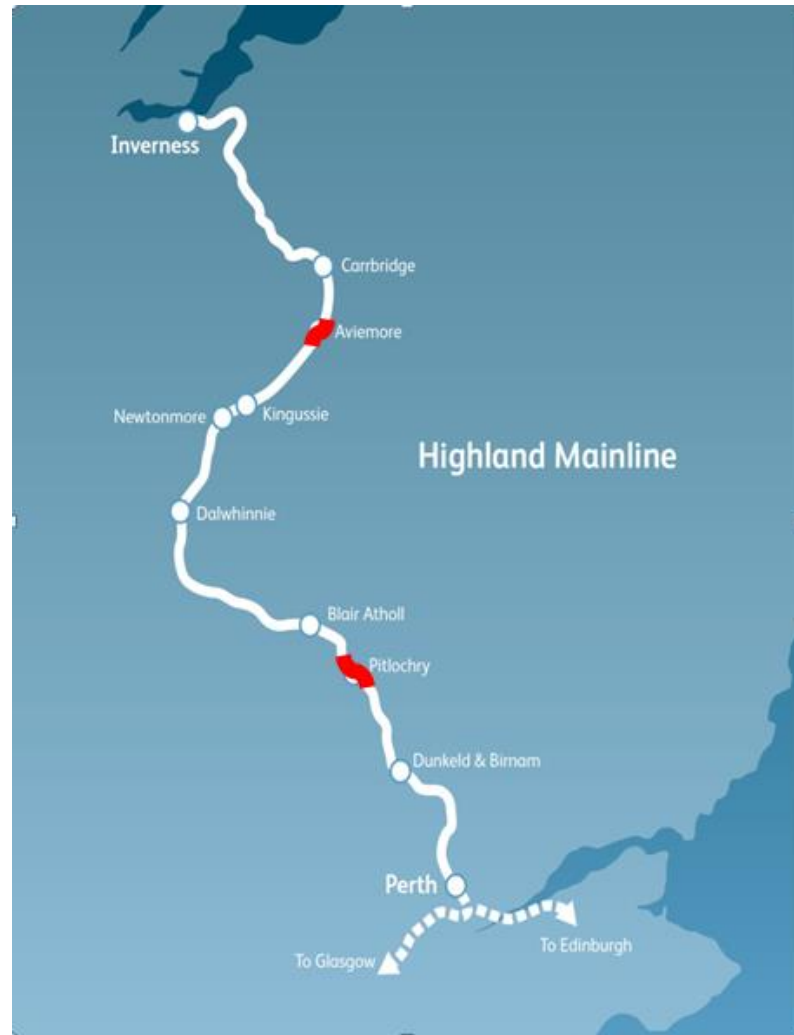 Inverness
Carrbridge
Aviemore
Newtonmore
Kingussie
Highland Mainline
Dalwhinnie
Blair Atholl
Pitlochry
Dunkeld & Birnam
Perth
To Glasgow
To Edinburgh